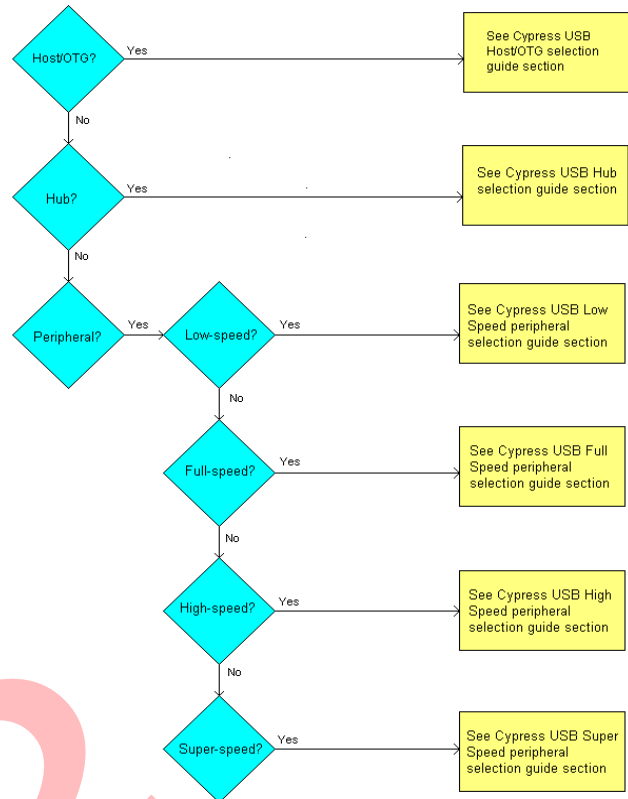 Host/OTG?
Yes
See Cypress USB
Host/OTG selection
guide section
No
Hub?
Yes
See Cypress USB Hub
selection guide section
No
Peripheral?
Yes
Low-speed?
Yes
See Cypress USB Low
Speed peripheral
selection guide section
No
Full-speed?
Yes
See Cypress USB Full
Speed peripheral
selection guide section
No
High-speed?
Yes
See Cypress USB High
Speed peripheral
selection guide section
No
Super-speed?
Yes
See Cypress USB Super
Speed peripheral
selection guide section